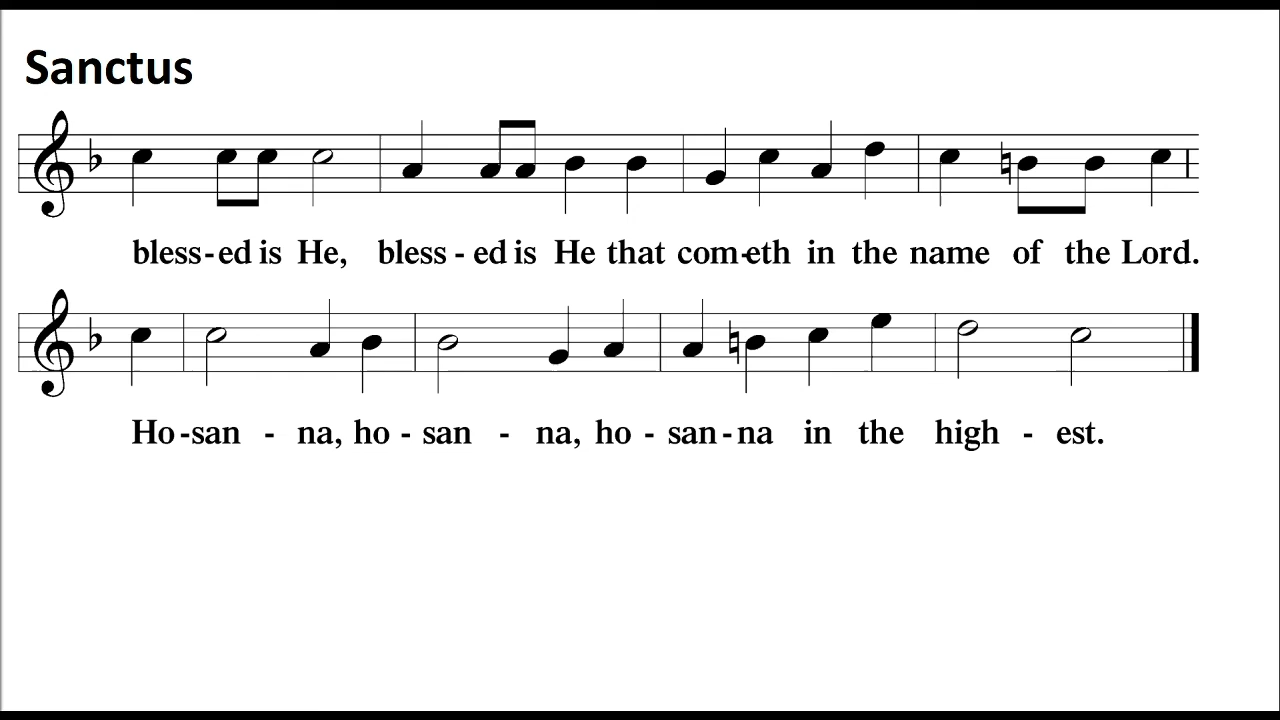 Sanctus
bless-ed is He, bless - ed is He that com-eth in the name of the Lord.
Ho-san - na, ho - san - na, ho - san-na in the high - est.